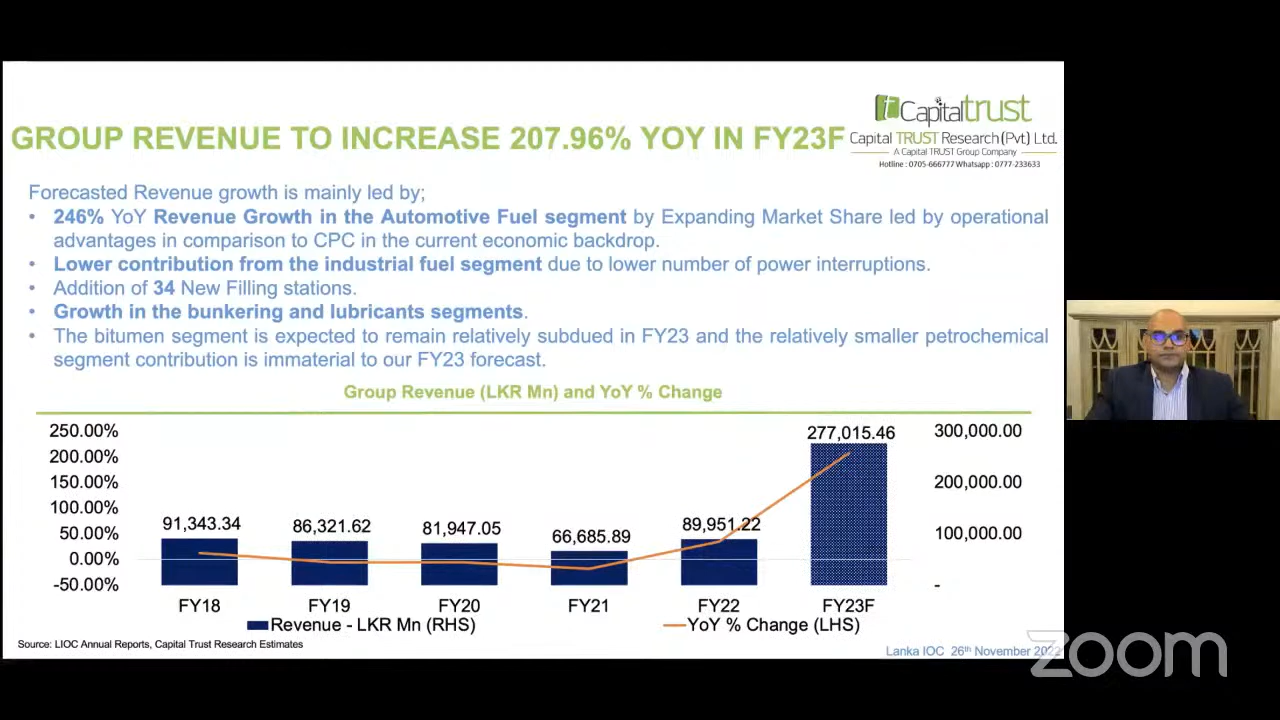 Capitaltrust
GROUP REVENUE TO INCREASE 207.96% YOY IN FY23F
Capital TRUST Research (Pvt) Ltd.
A Capital TRUST Group Company
Hotline : 0705-666777 Whatsapp : 0777-233633
Forecasted Revenue growth is mainly led by;
• 246% YoY Revenue Growth in the Automotive Fuel segment by Expanding Market Share led by operational
advantages in comparison to CPC in the current economic backdrop.
• Lower contribution from the industrial fuel segment due to lower number of power interruptions.
• Addition of 34 New Filling stations.
• Growth in the bunkering and lubricants segments.
• The bitumen segment is expected to remain relatively subdued in FY23 and the relatively smaller petrochemical
segment contribution is immaterial to our FY23 forecast.
Group Revenue (LKR Mn) and YoY % Change
250.00% 277,015.46 300,000.00
200.00%
150.00% 200,000.00
100.00%
91,343.34 86,321.62 81,947.05 66,685.89 89,951.22
50.00% 100,000.00
0.00%
-50.00% -
FY18 FY19 FY20 FY21 FY22 FY23F
Revenue - LKR Mn (RHS) YoY % Change (LHS)
Source: LIOC Annual Reports, Capital Trust Research Estimates
Lanka IOC 26th November 2022
zoom